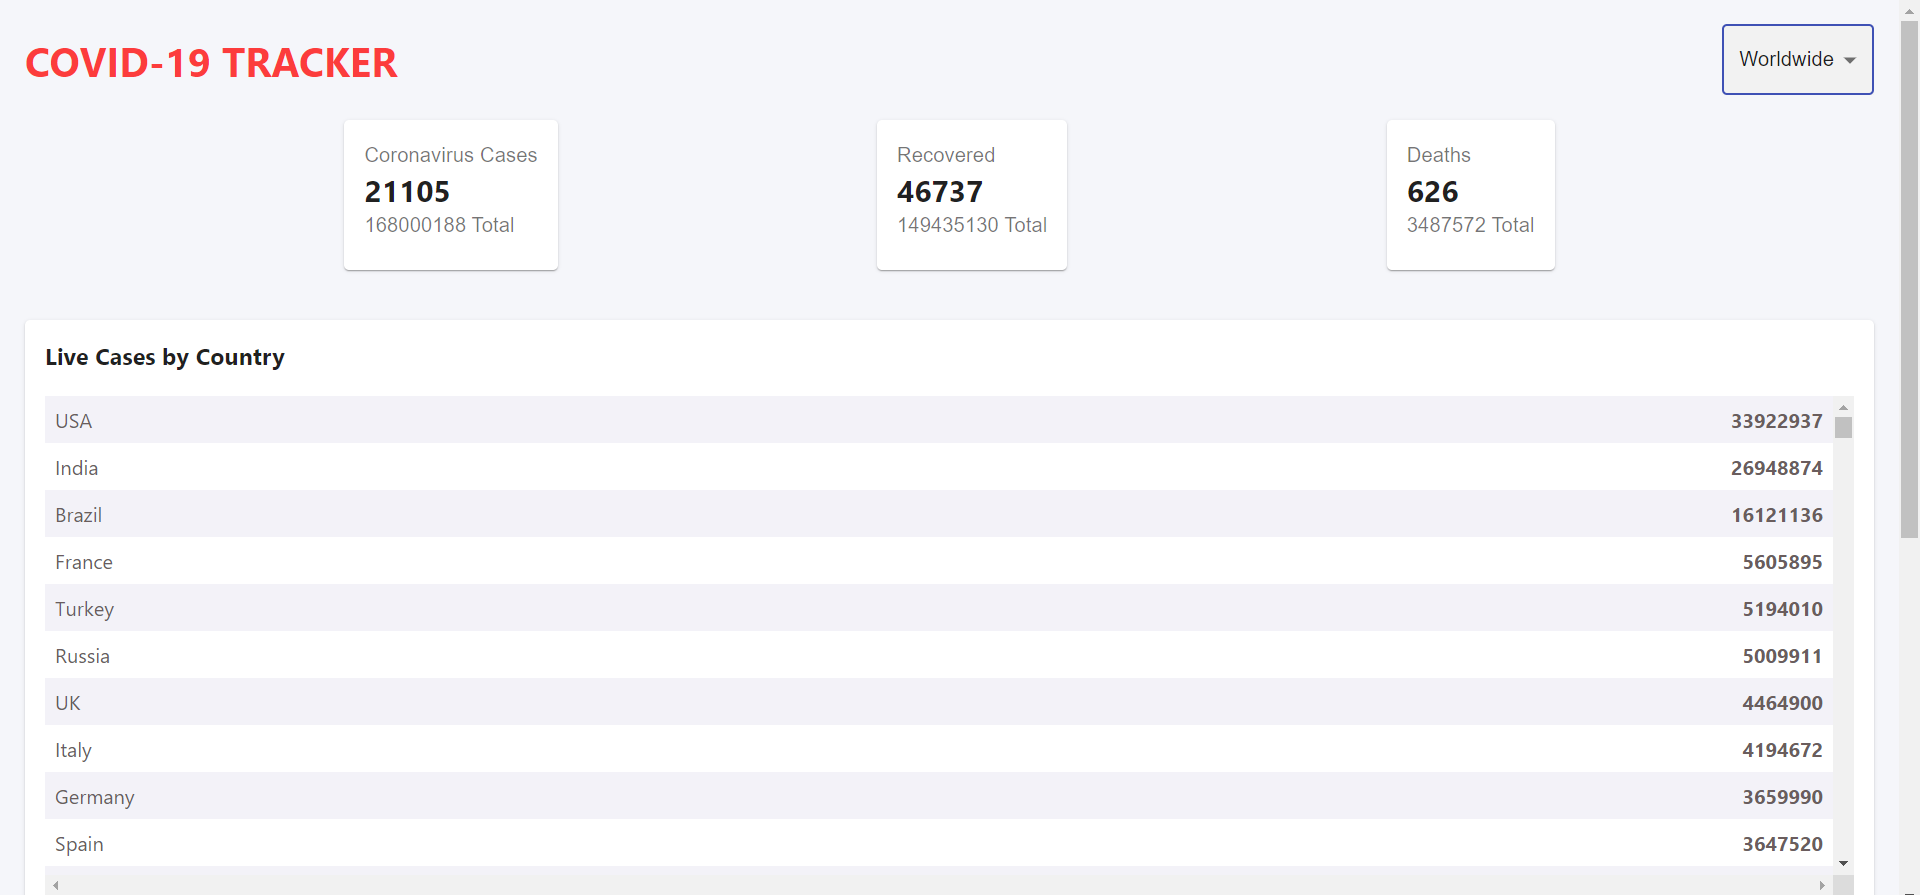 COVID-19 TRACKER
Worldwide
Coronavirus Cases
21105
168000188 Total
Recovered
46737
149435130 Total
Deaths
626
3487572 Total
Live Cases by Country
USA 33922937
India 26948874
Brazil 16121136
France 5605895
Turkey 5194010
Russia 5009911
UK 4464900
Italy 4194672
Germany 3659990
Spain 3647520